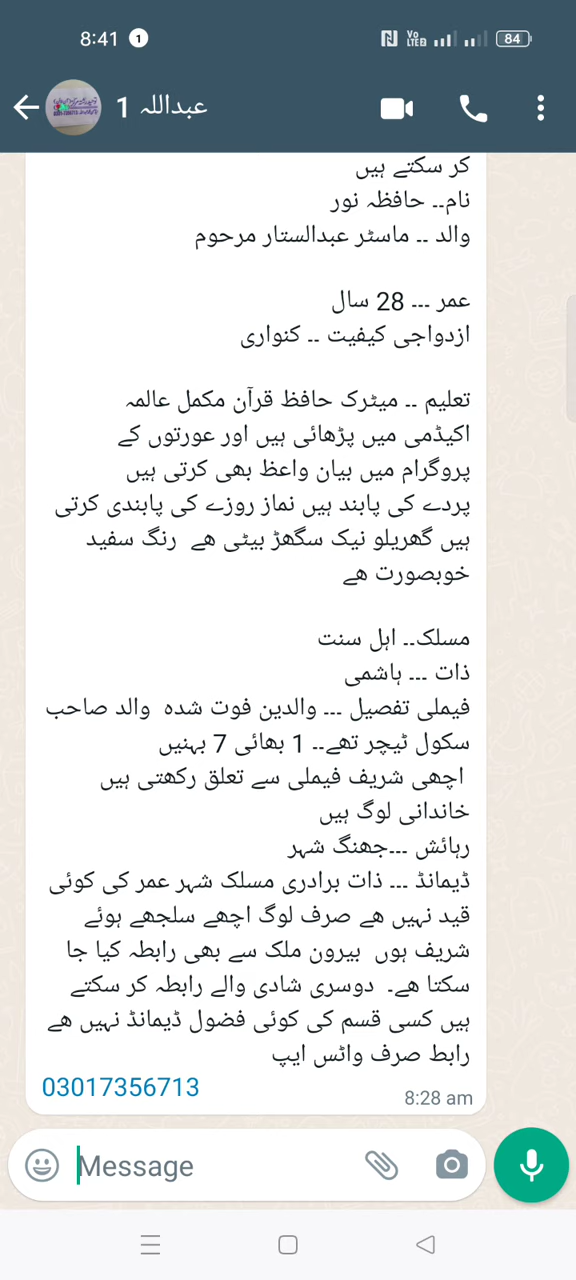 8:41 1
Vo LTE2 84
عبداللہ 1
کر سکتے ہیں
نام۔۔ حافظہ نور
والد ۔۔ ماسٹر عبدالستار مرحوم
عمر ۔۔۔ 28 سال
ازدواجی کیفیت ۔۔ کنواری
تعلیم ۔۔ میٹرک حافظ قرآن مکمل عالمہ
اکیڈمی میں پڑھائی ہیں اور عورتوں کے
پروگرام میں بیان واعظ بھی کرتی ہیں
پردے کی پابند ہیں نماز روزے کی پابندی کرتی
ہیں گھریلو نیک سگھڑ بیٹی ھے رنگ سفید
خوبصورت ھے
مسلک۔۔ اہل سنت
ذات ۔۔۔ ہاشمی
فیملی تفصیل ۔۔۔ والدین فوت شدہ والد صاحب
سکول ٹیچر تھے۔۔ 1 بھائی 7 بہنیں
اچھی شریف فیملی سے تعلق رکھتی ہیں
خاندانی لوگ ہیں
رہائش ۔۔۔جھنگ شہر
ڈیمانڈ ۔۔۔ ذات برادری مسلک شہر عمر کی کوئی
قید نہیں ھے صرف لوگ اچھے سلجھے ہوئے
شریف ہوں بیرون ملک سے بھی رابطہ کیا جا
سکتا ھے۔ دوسری شادی والے رابطہ کر سکتے
ہیں کسی قسم کی کوئی فضول ڈیمانڈ نہیں ھے
رابط صرف واٹس ایپ
03017356713
8:28 am
Message